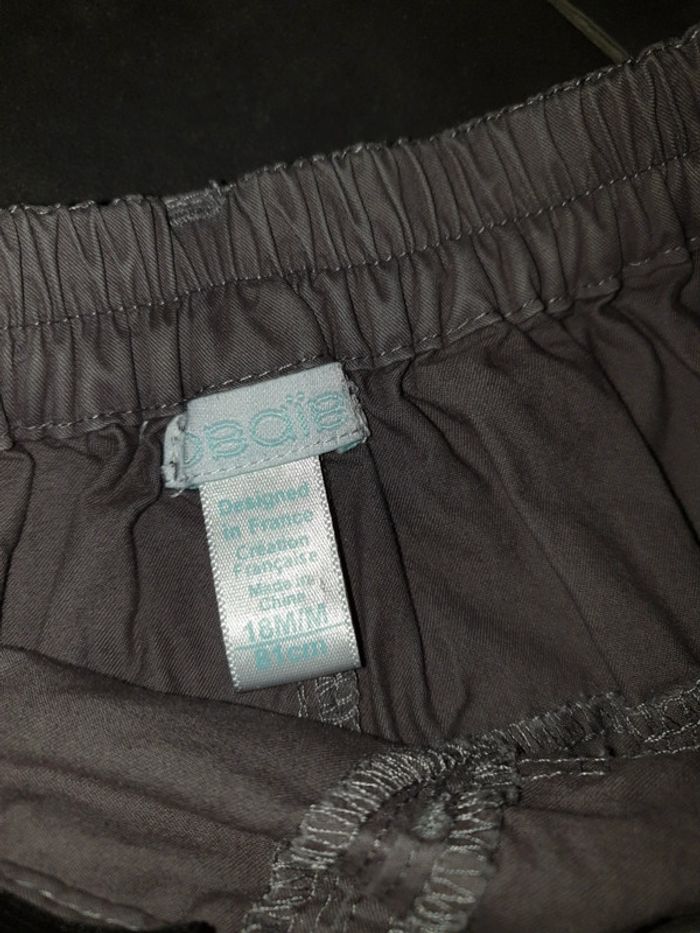 obaïbi
Designed
in France
Création
Française
Made in
China
18M/M
81cm